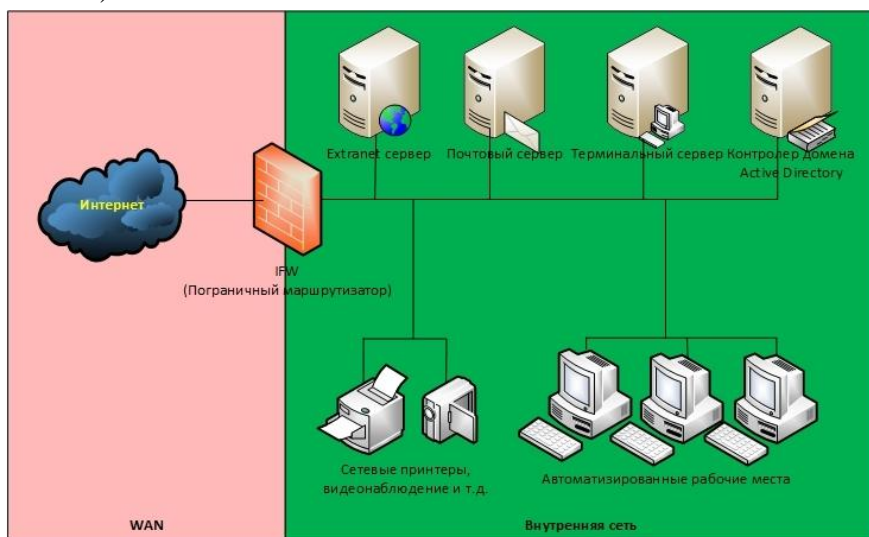 Extranet сервер
Почтовый сервер
Терминальный сервер
Контролер домена
Active Directory
Интернет
IFW
(Пограничный маршрутизатор)
Сетевые принтеры,
видеонаблюдение и т.д.
Автоматизированные рабочие места
WAN
Внутренняя сеть